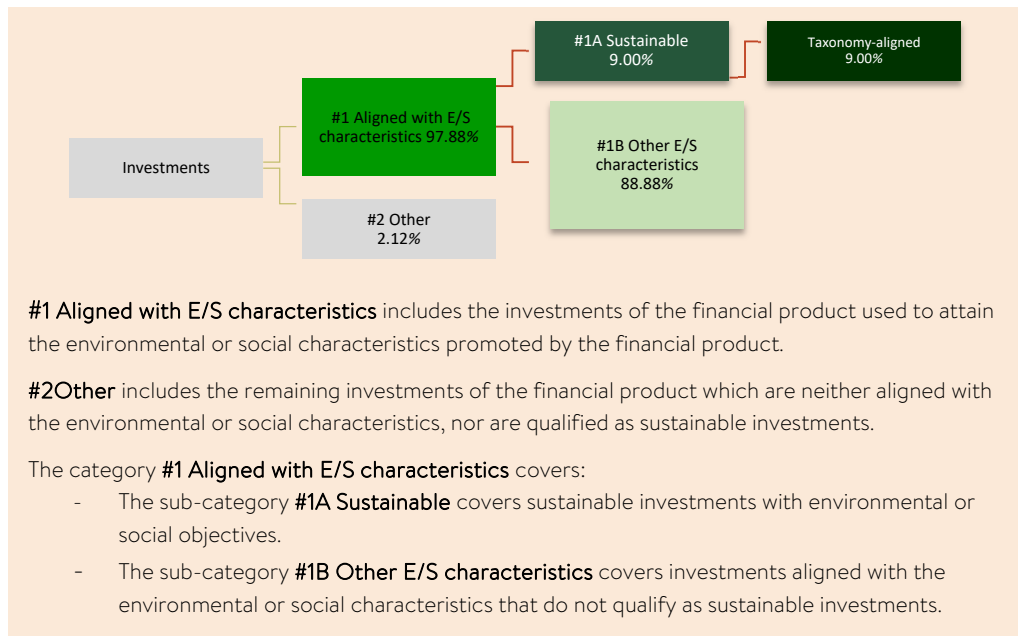 #1A Sustainable
9.00%
Taxonomy-aligned
9.00%
#1 Aligned with E/S
characteristics 97.88%
#1B Other E/S
characteristics
88.88%
Investments
#2 Other
2.12%
#1 Aligned with E/S characteristics includes the investments of the financial product used to attain
the environmental or social characteristics promoted by the financial product.
#2Other includes the remaining investments of the financial product which are neither aligned with
the environmental or social characteristics, nor are qualified as sustainable investments.
The category #1 Aligned with E/S characteristics covers:
- The sub-category #1A Sustainable covers sustainable investments with environmental or
social objectives.
- The sub-category #1B Other E/S characteristics covers investments aligned with the
environmental or social characteristics that do not qualify as sustainable investments.